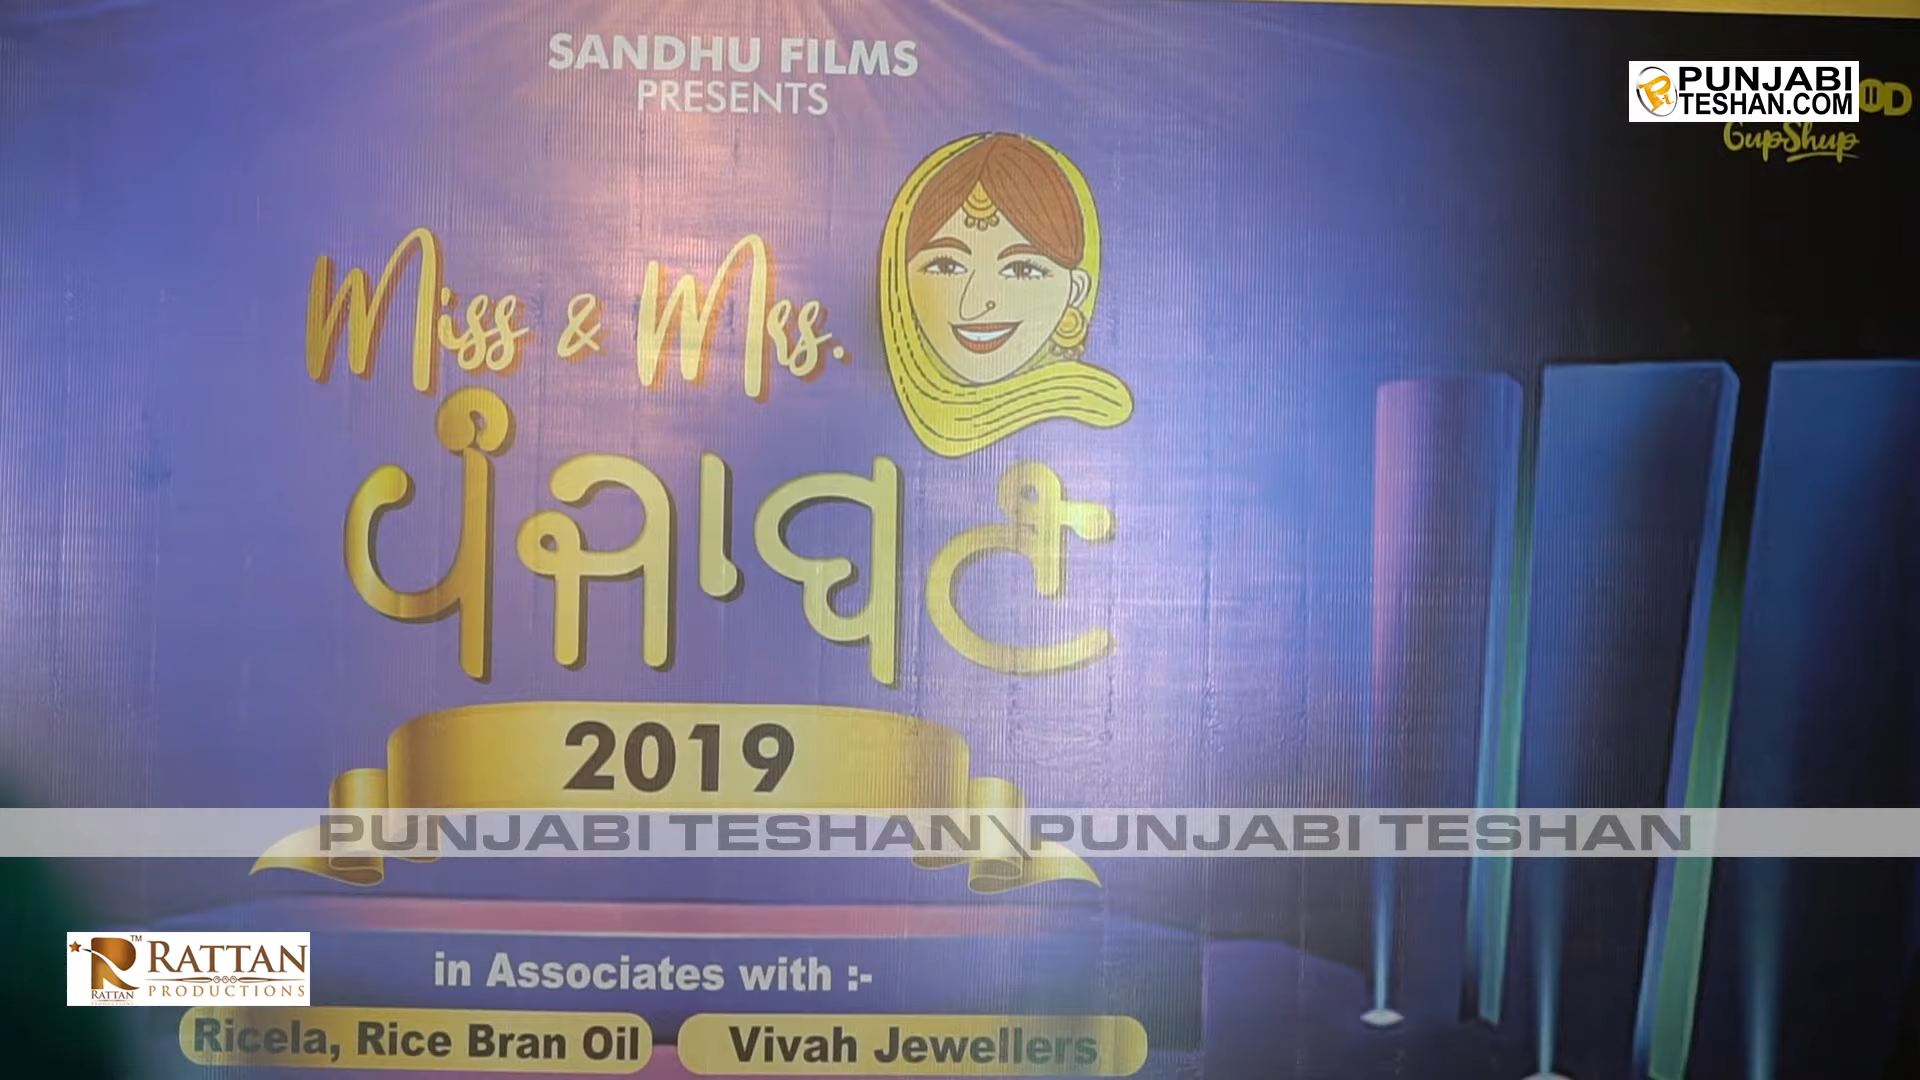 SANDHU FILMS
PRESENTS
PUNJABI
TESHAN.COM
GupShup
Miss & Mrs.
ਪੰਜਾਬਣ
2019
PUNJABI TESHAN\PUNJABI TESHAN
in Associates with :-
RATTAN
PRODUCTIONS
RATTAN
Ricela, Rice Bran Oil
Vivah Jewellers